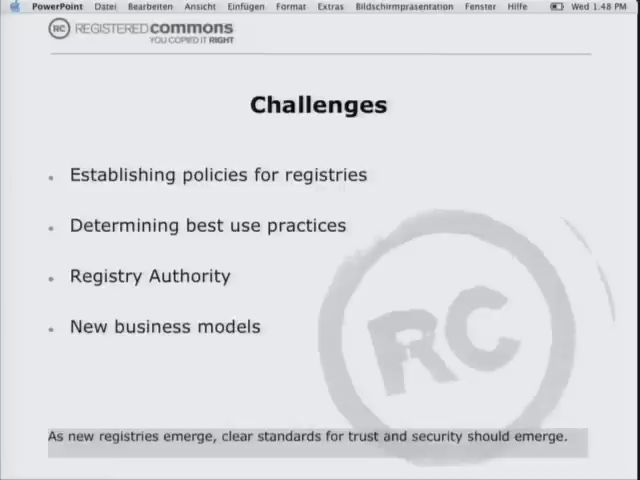 PowerPoint Datei Bearbeiten Ansicht Einfügen Format Extras Bildschirmpräsentation Fenster Hilfe Wed 1:48 PM
RC REGISTEREDcommons
YOU COPIED IT RIGHT
Challenges
Establishing policies for registries
Determining best use practices
Registry Authority
New business models
RC
As new registries emerge, clear standards for trust and security should emerge.